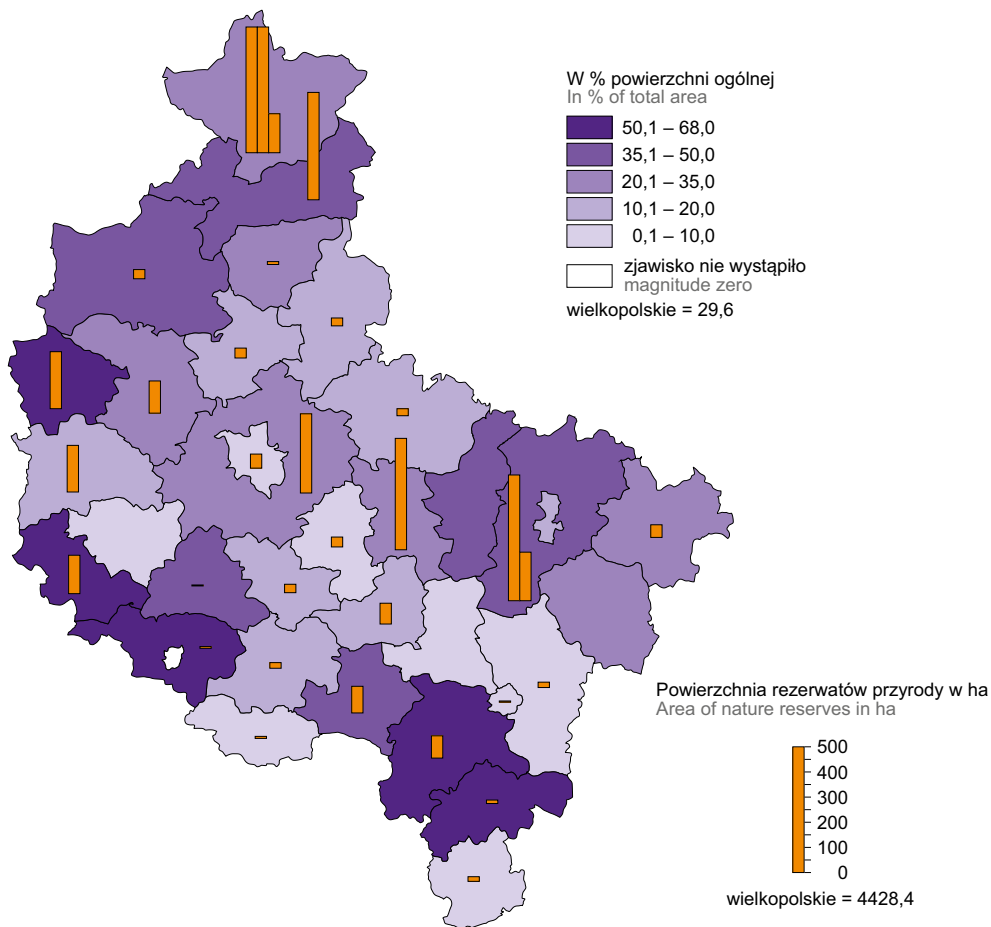 W % powierzchni ogólnej
In % of total area
50,1 – 68,0
35,1 – 50,0
20,1 – 35,0
10,1 – 20,0
0,1 – 10,0
zjawisko nie wystąpiło
magnitude zero
wielkopolskie = 29,6
Powierzchnia rezerwatów przyrody w ha
Area of nature reserves in ha
500
400
300
200
100
0
wielkopolskie = 4428,4